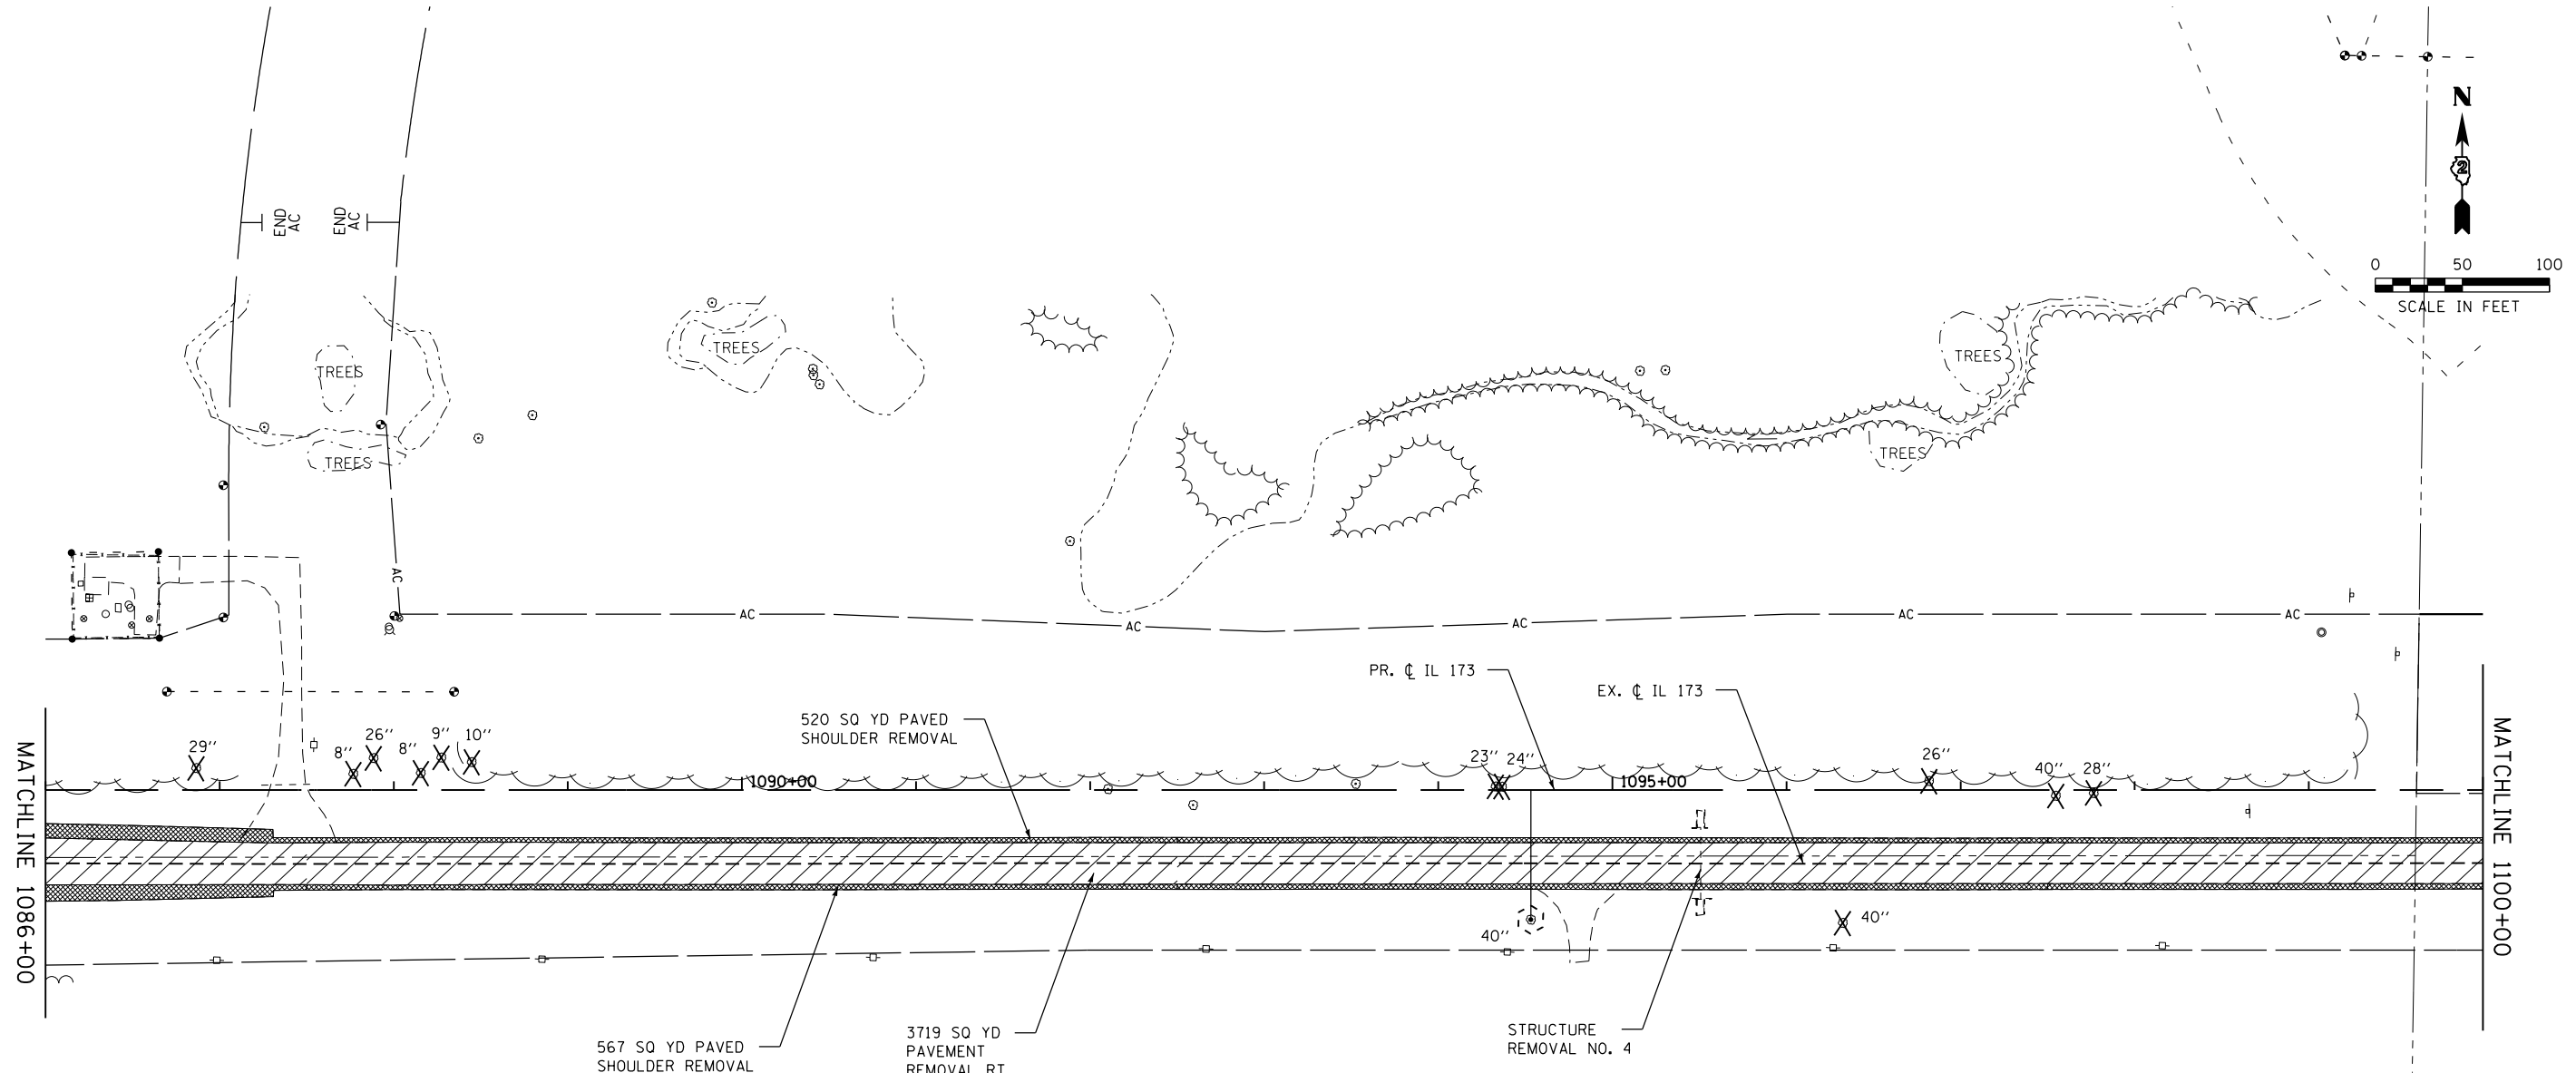 N
2
0 50 100
SCALE IN FEET
END
AC
END
AC
TREES
TREES
TREES
TREES
TREES
AC
AC
AC
AC
AC
AC
PR. ℄ IL 173
EX. ℄ IL 173
520 SQ YD PAVED
SHOULDER REMOVAL
29''
8''
26''
8''
9''
10''
23''
24''
26''
40''
28''
1090+00
1095+00
MATCHLINE 1086+00
MATCHLINE 1100+00
40''
40''
567 SQ YD PAVED
SHOULDER REMOVAL
3719 SQ YD
PAVEMENT
REMOVAL RT
STRUCTURE
REMOVAL NO. 4